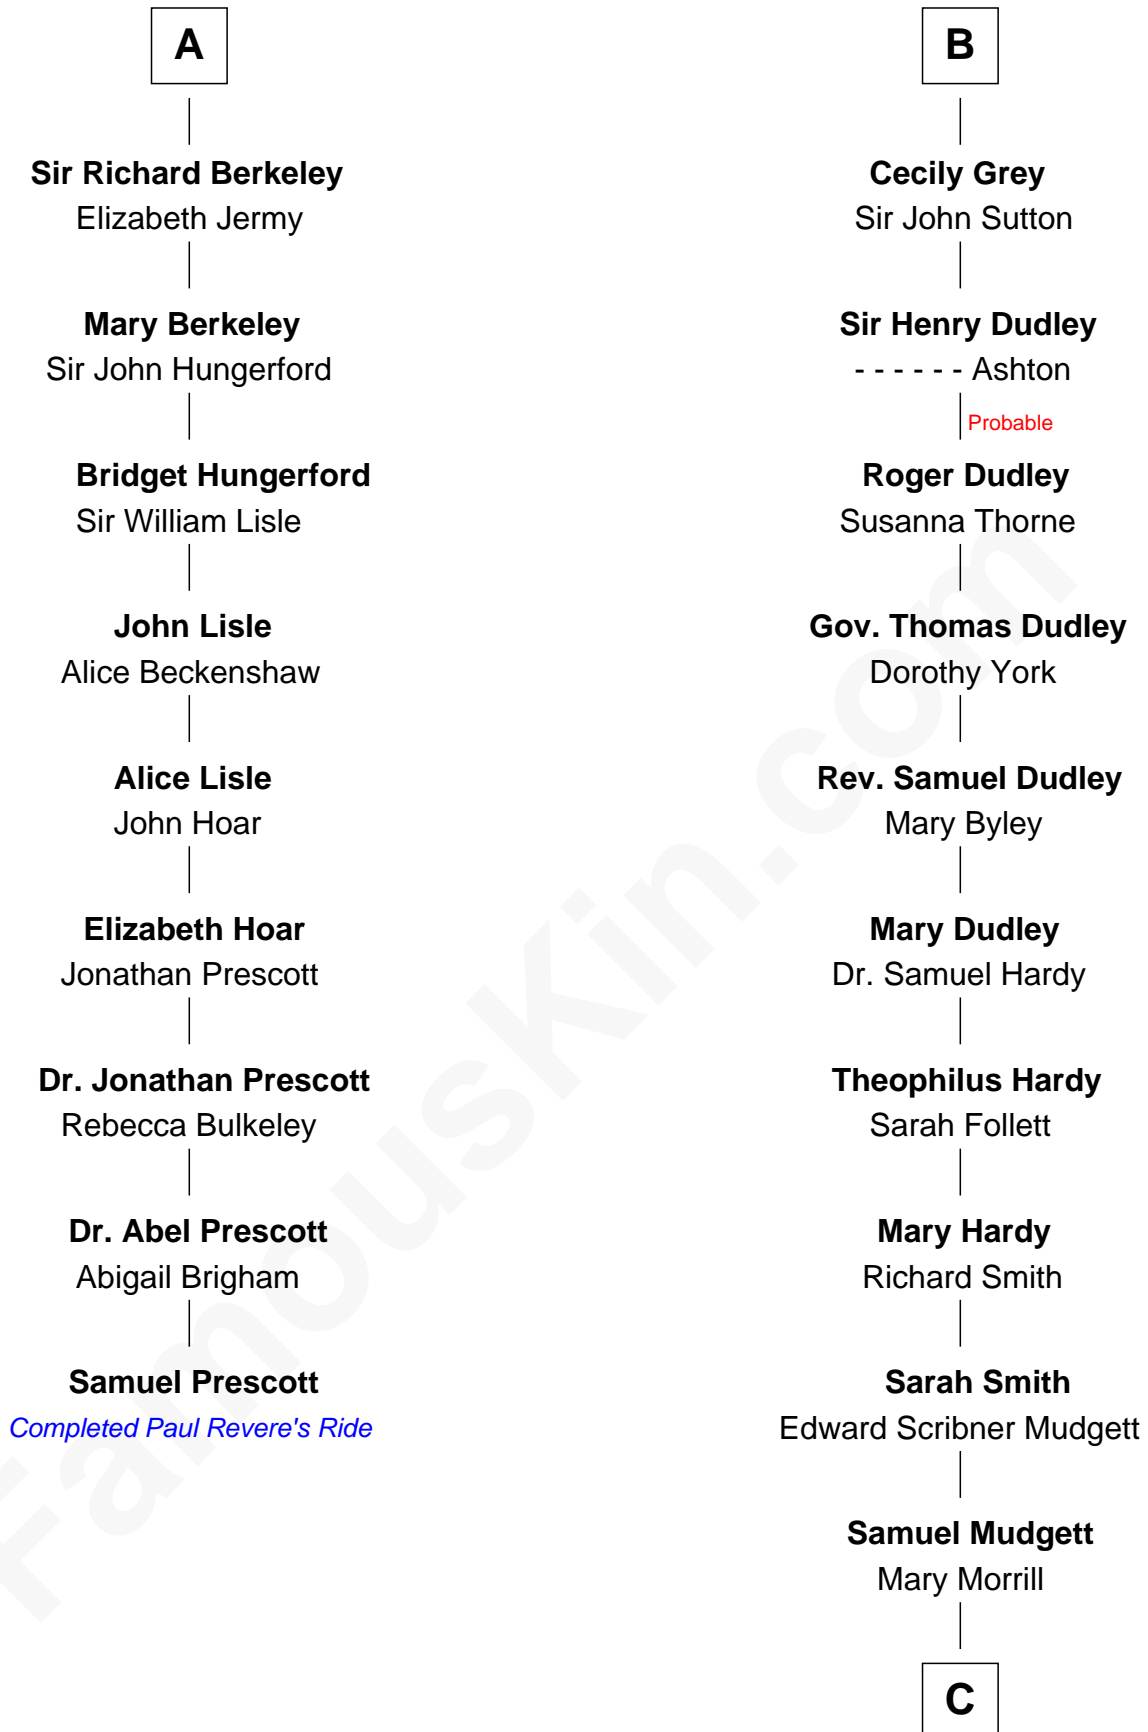 A
Sir Richard Berkeley
Elizabeth Jermy
Mary Berkeley
Sir John Hungerford
Bridget Hungerford
Sir William Lisle
John Lisle
Alice Beckenshaw
Alice Lisle
John Hoar
Elizabeth Hoar
Jonathan Prescott
Dr. Jonathan Prescott
Rebecca Bulkeley
Dr. Abel Prescott
Abigail Brigham
Samuel Prescott
Completed Paul Revere's Ride
B
Cecily Grey
Sir John Sutton
Sir Henry Dudley
- - - - - - Ashton
Probable
Roger Dudley
Susanna Thorne
Gov. Thomas Dudley
Dorothy York
Rev. Samuel Dudley
Mary Byley
Mary Dudley
Dr. Samuel Hardy
Theophilus Hardy
Sarah Follett
Mary Hardy
Richard Smith
Sarah Smith
Edward Scribner Mudgett
Samuel Mudgett
Mary Morrill
C
FamousKin.com